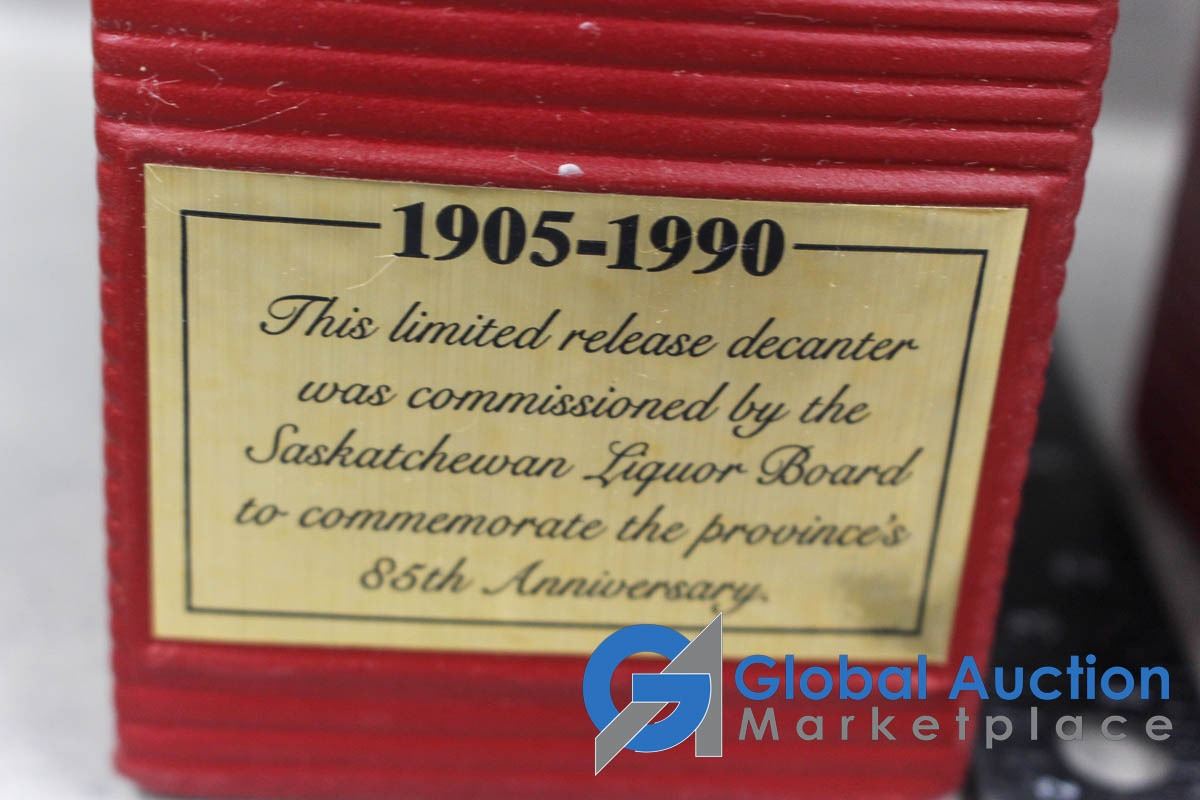 1905-1990
This limited release decanter
was commissioned by the
Saskatchewan Liquor Board
to commemorate the province's
85th Anniversary.
GA Global Auction
Marketplace